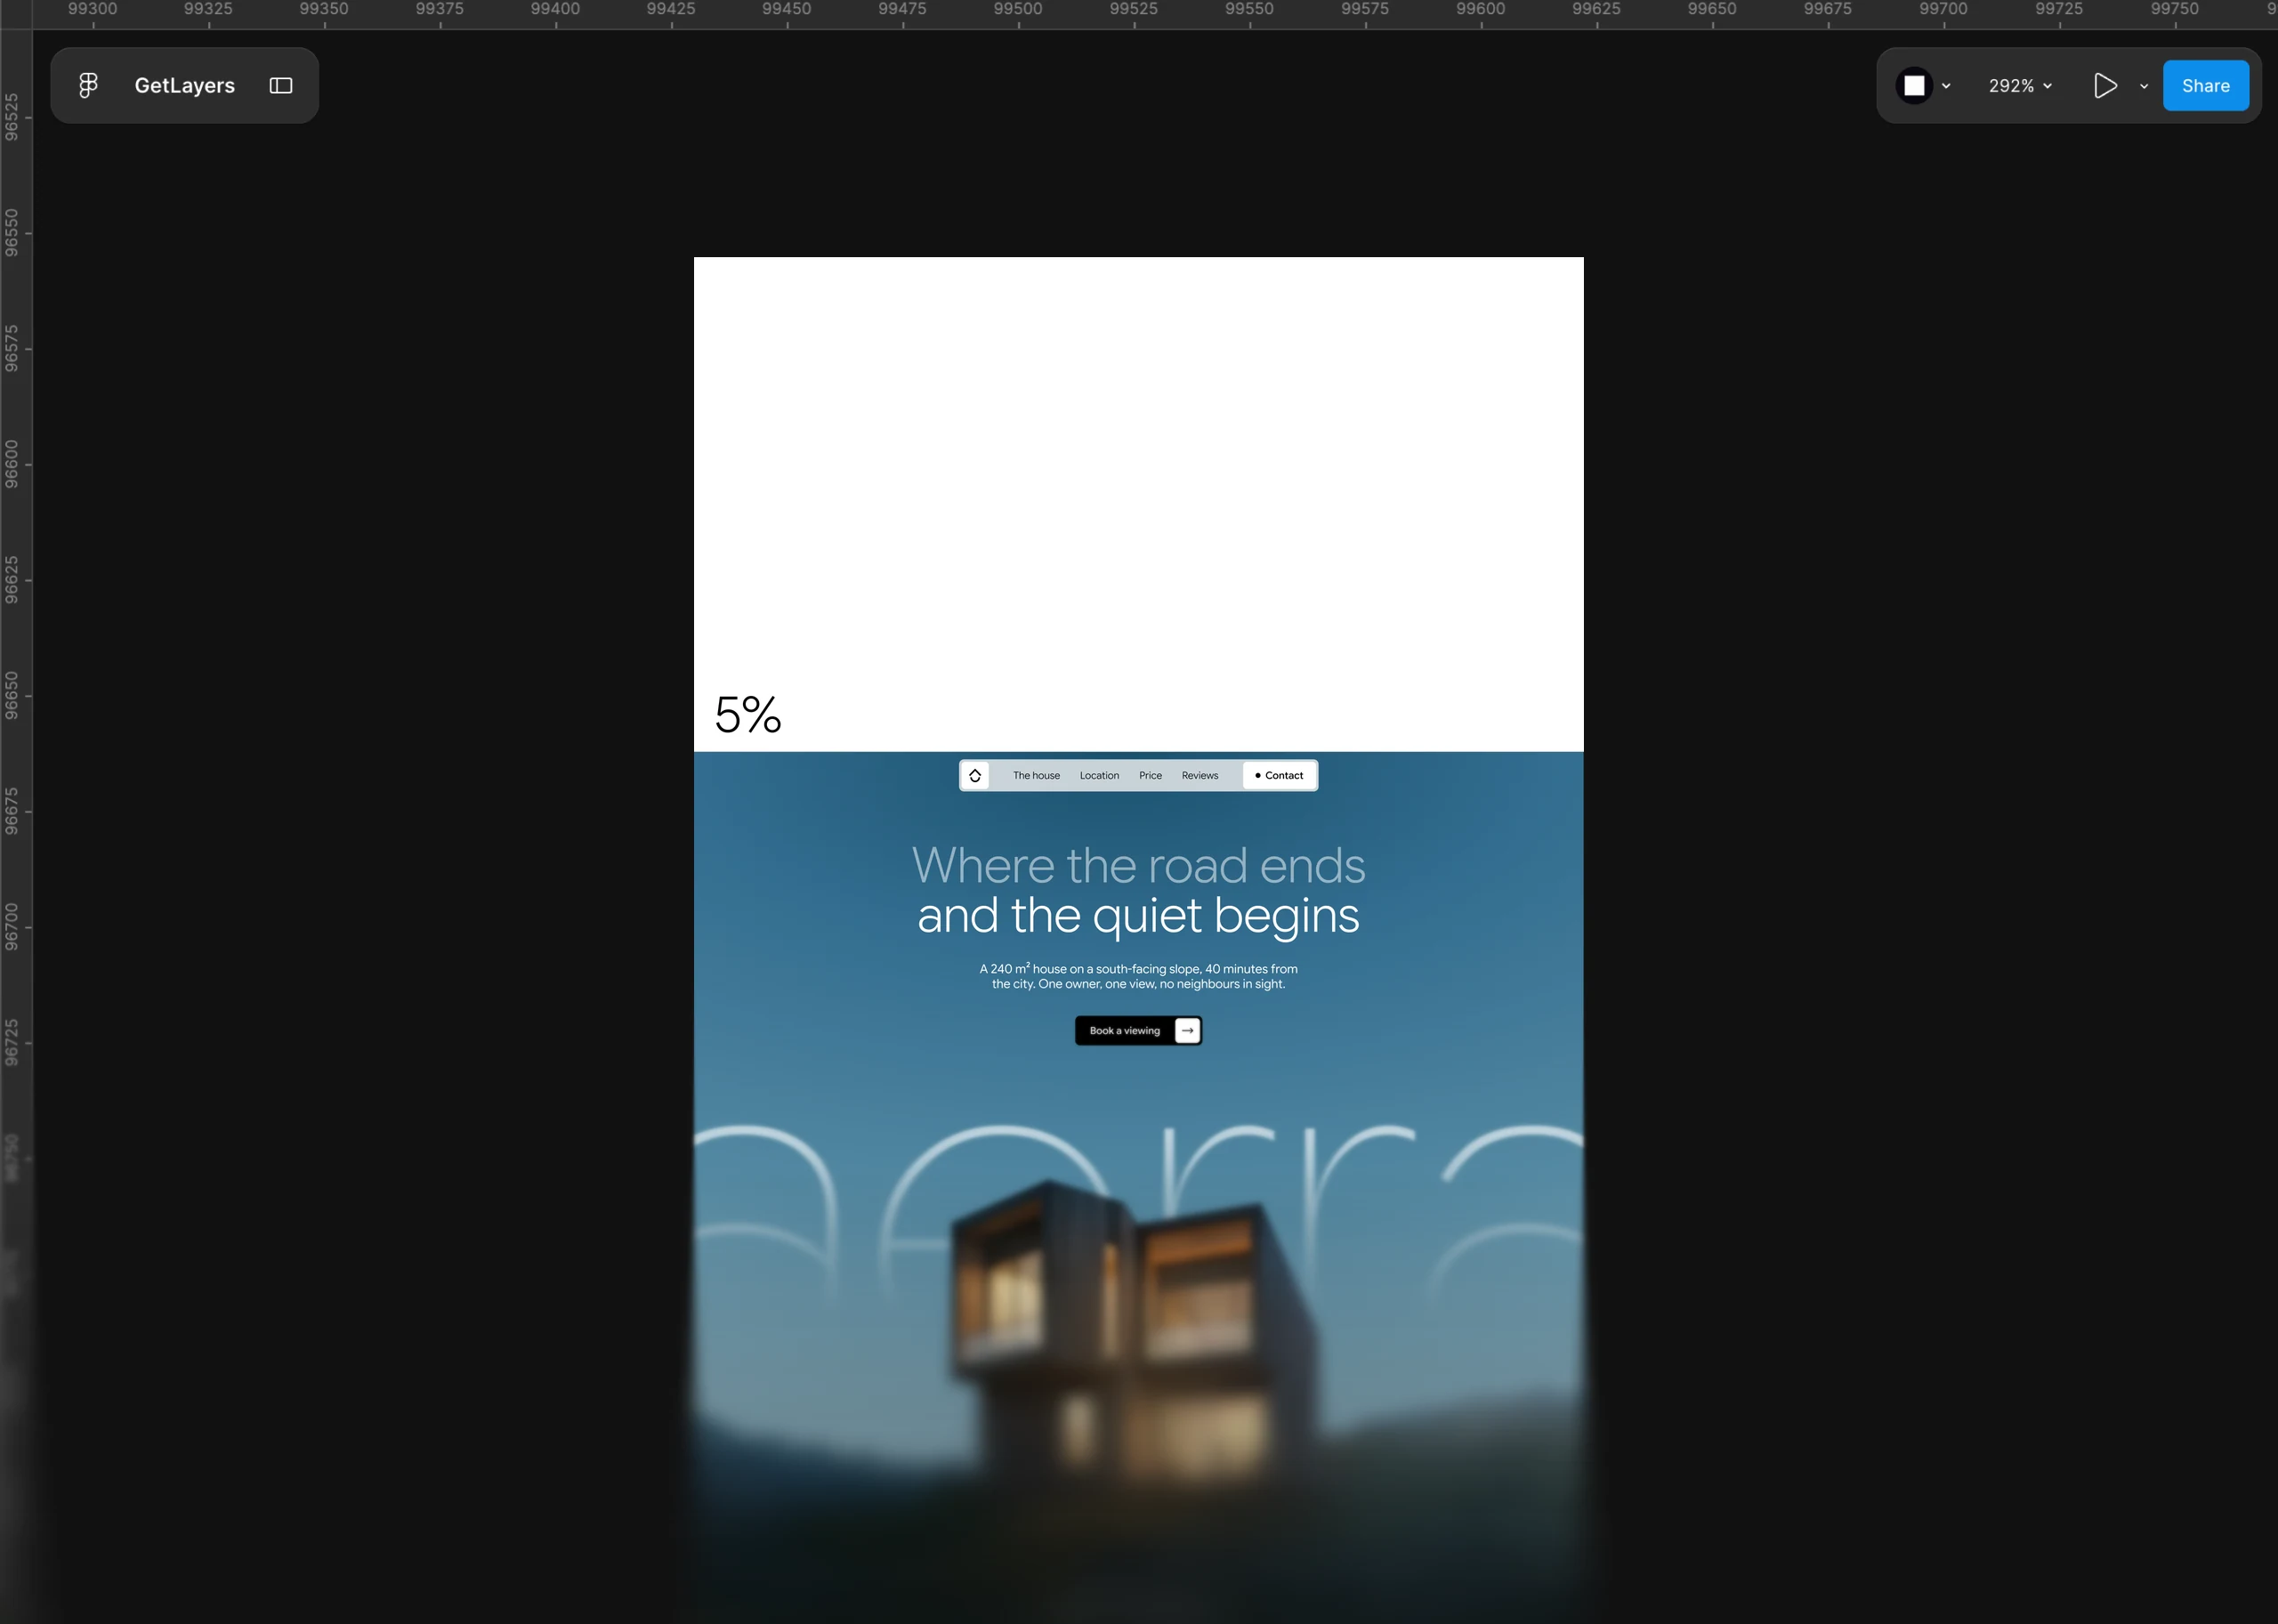 99300 99325 99350 99375 99400 99425 99450 99475 99500 99525 99550 99575 99600 99625 99650 99675 99700 99725 99750
GetLayers
292%
Share
96525
96550
96575
96600
96625
96650
96675
96700
96725
96750
5%
The house Location Price Reviews Contact
Where the road ends
and the quiet begins
A 240 m² house on a south-facing slope, 40 minutes from
the city. One owner, one view, no neighbours in sight.
Book a viewing →
aerra